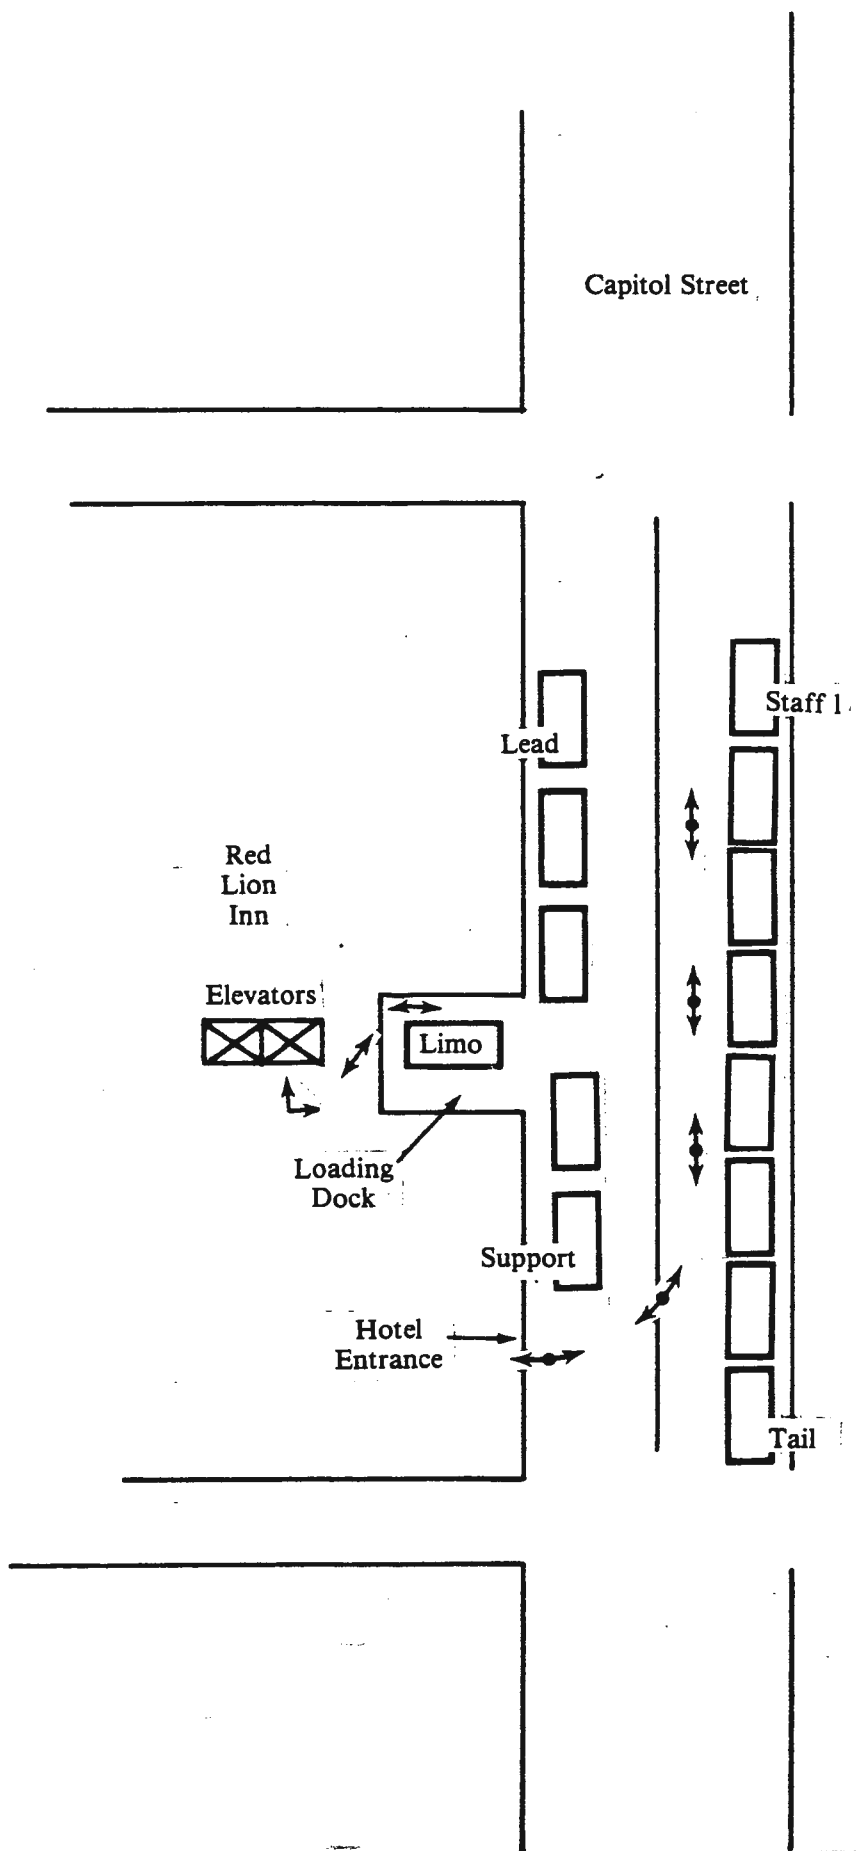 Capitol Street
Staff 1
Lead
Red
Lion
Inn
Elevators
Limo
Loading
Dock
Support
Hotel
Entrance
Tail